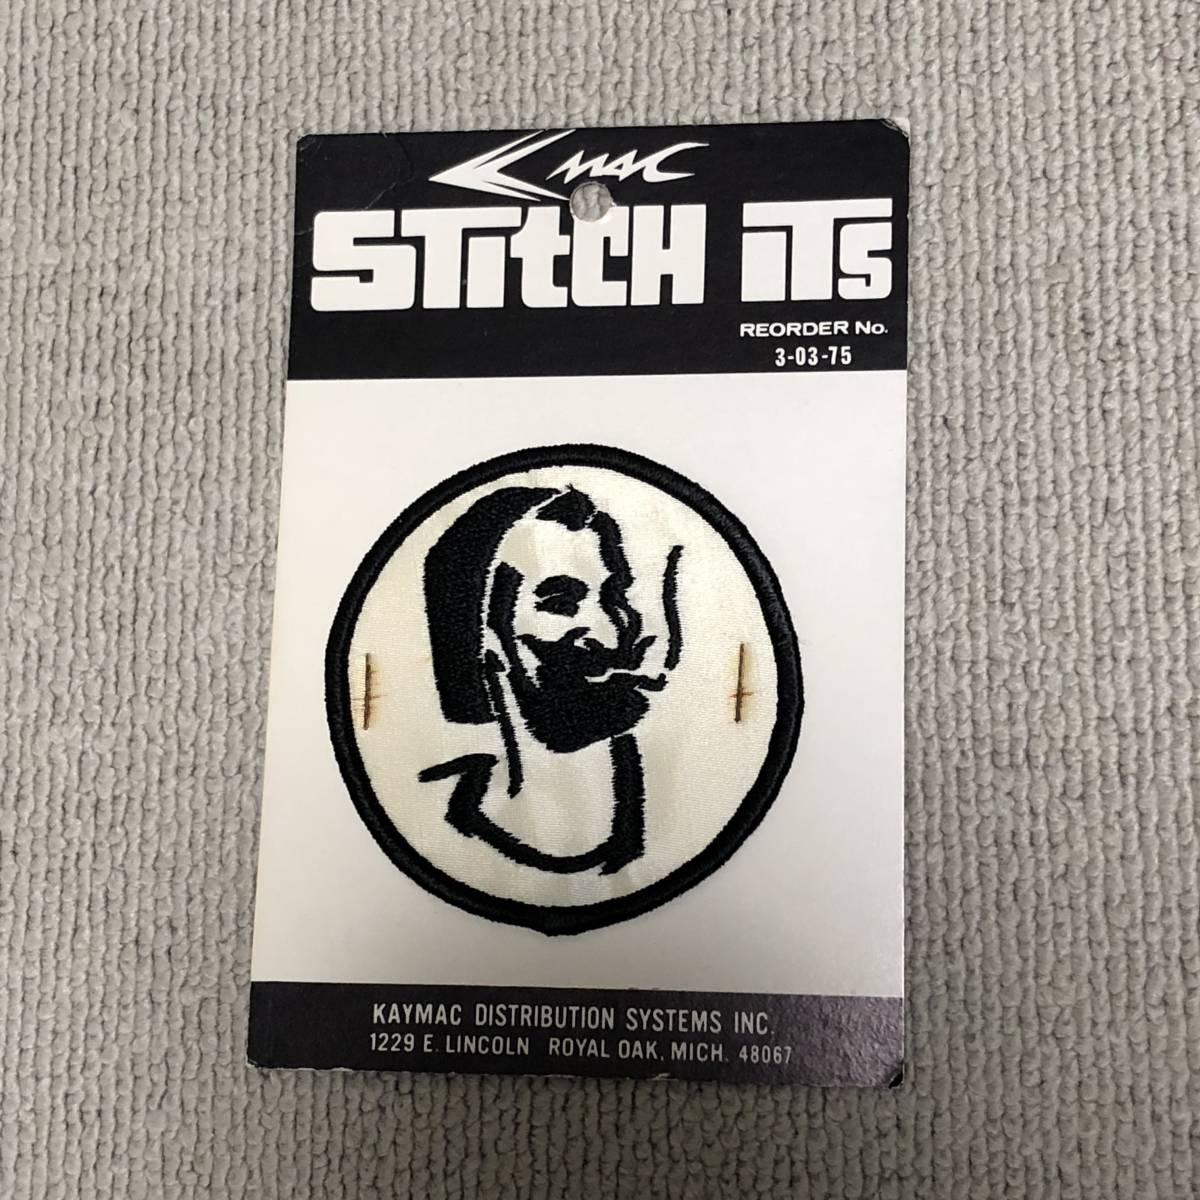 K MAC
STitCH iTs
REORDER No.
3-03-75
KAYMAC DISTRIBUTION SYSTEMS INC.
1229 E. LINCOLN ROYAL OAK, MICH. 48067